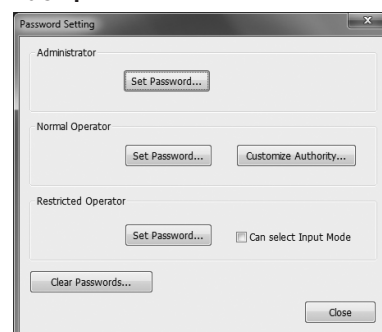 Password Setting
Administrator
Set Password...
Normal Operator
Set Password... Customize Authority...
Restricted Operator
Set Password... Can select Input Mode
Clear Passwords...
Close